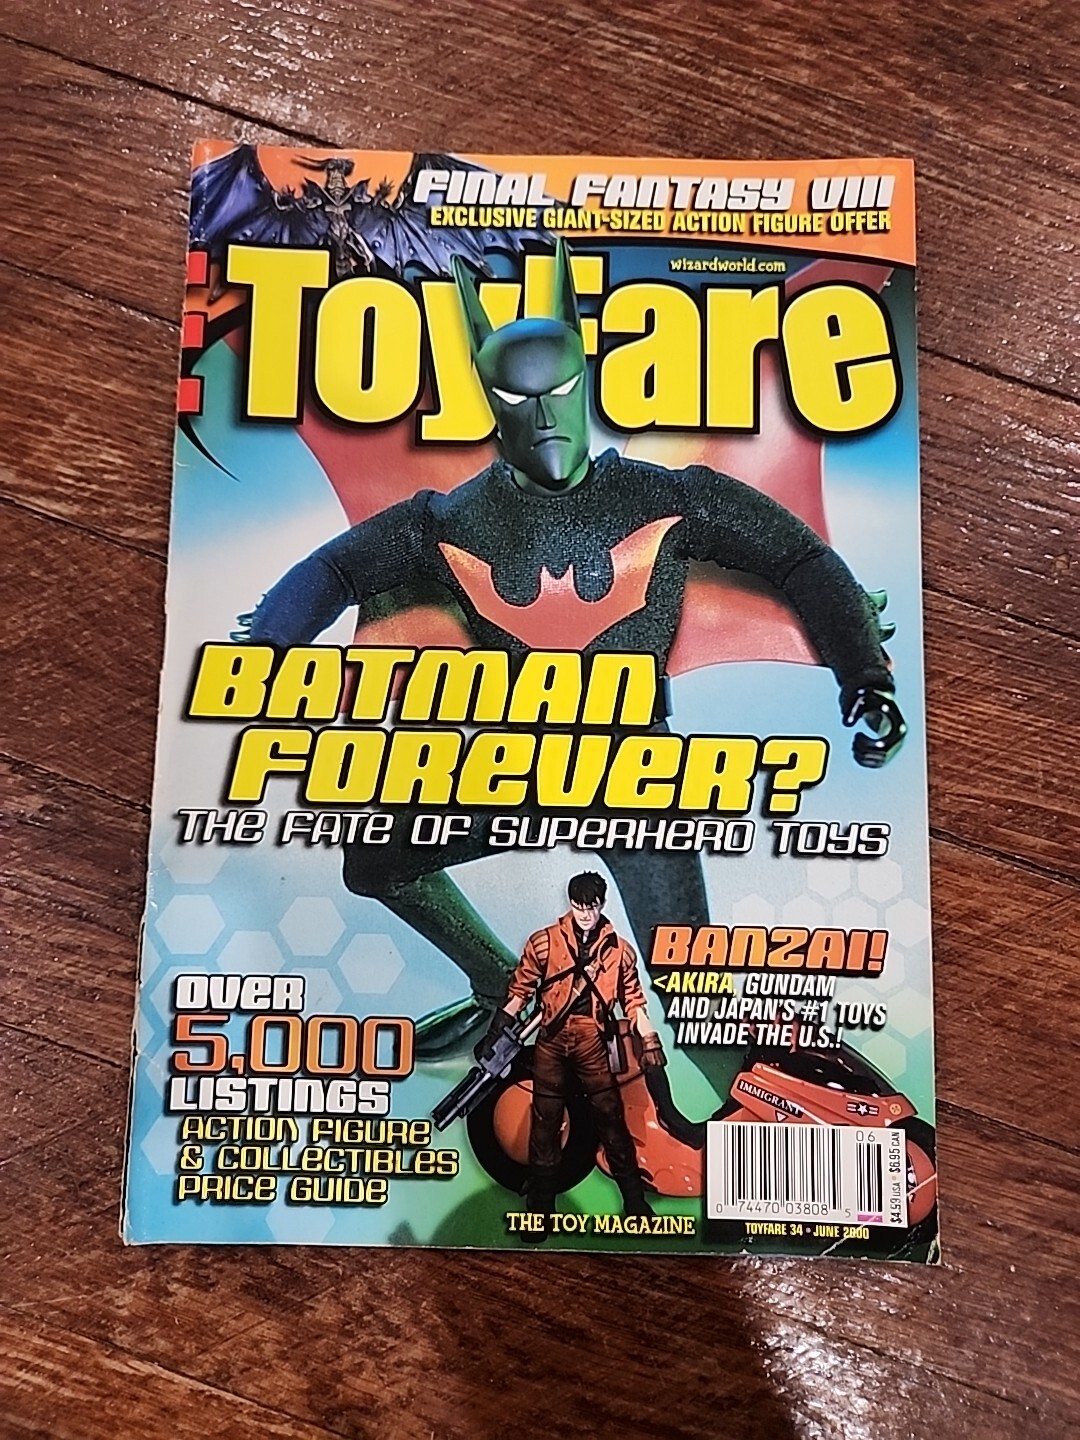 FINAL FANTASY VIII
EXCLUSIVE GIANT-SIZED ACTION FIGURE OFFER
wizardworld.com
ToyFare
BATMAN
FOREVER?
THE FATE OF SUPERHERO TOYS
BANZAI!
<AKIRA, GUNDAM
AND JAPAN'S #1 TOYS
INVADE THE U.S.!
OVER
5,000
LISTINGS
ACTION FIGURE
& COLLECTIBLES
PRICE GUIDE
IMMIGRANT
06
$4.99 USA • $6.95 CAN
0 74470 03808 5
THE TOY MAGAZINE
TOYFARE 34 • JUNE 2000